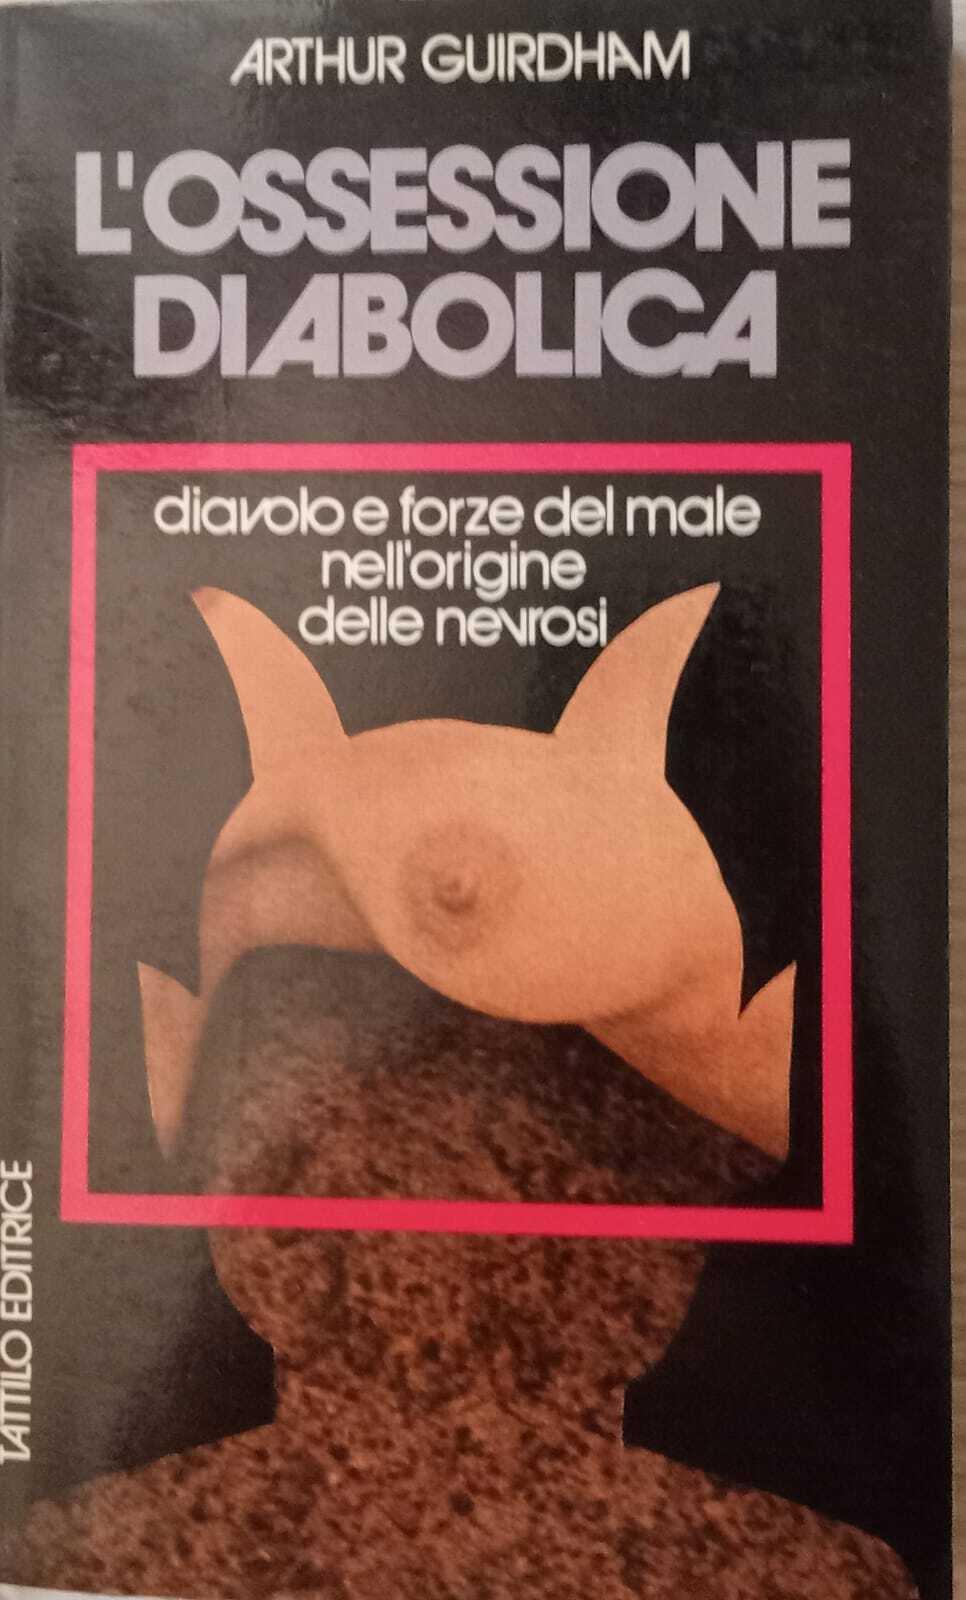 ARTHUR GUIRDHAM
L'OSSESSIONE
DIABOLICA
diavolo e forze del male
nell'origine
delle nevrosi
TATTILO EDITRICE